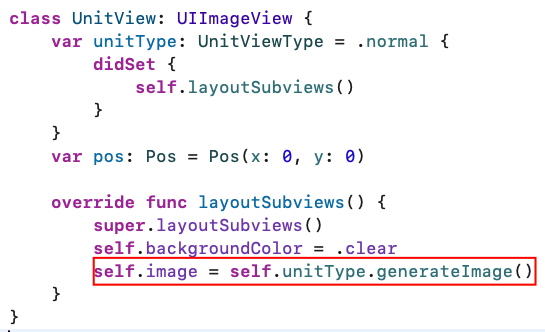 class UnitView: UIImageView {
    var unitType: UnitViewType = .normal {
        didSet {
            self.layoutSubviews()
        }
    }
    var pos: Pos = Pos(x: 0, y: 0)

    override func layoutSubviews() {
        super.layoutSubviews()
        self.backgroundColor = .clear
        self.image = self.unitType.generateImage()
    }
}